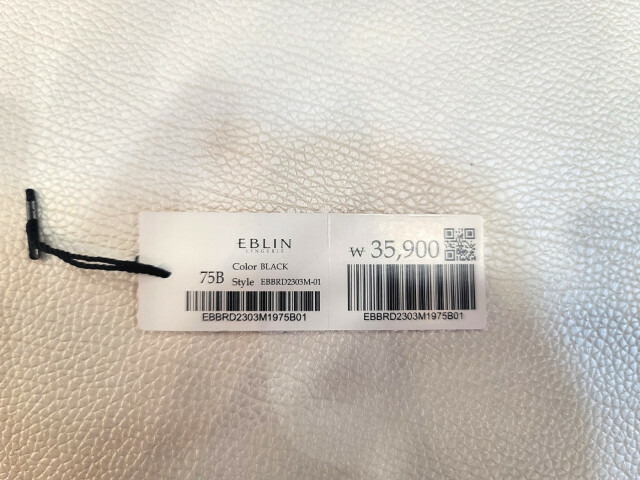 EBLIN
LINGERIE
75B
Color BLACK
Style EBBRD2303M-01
EBBRD2303M1975B01
₩ 35,900
EBBRD2303M1975B01